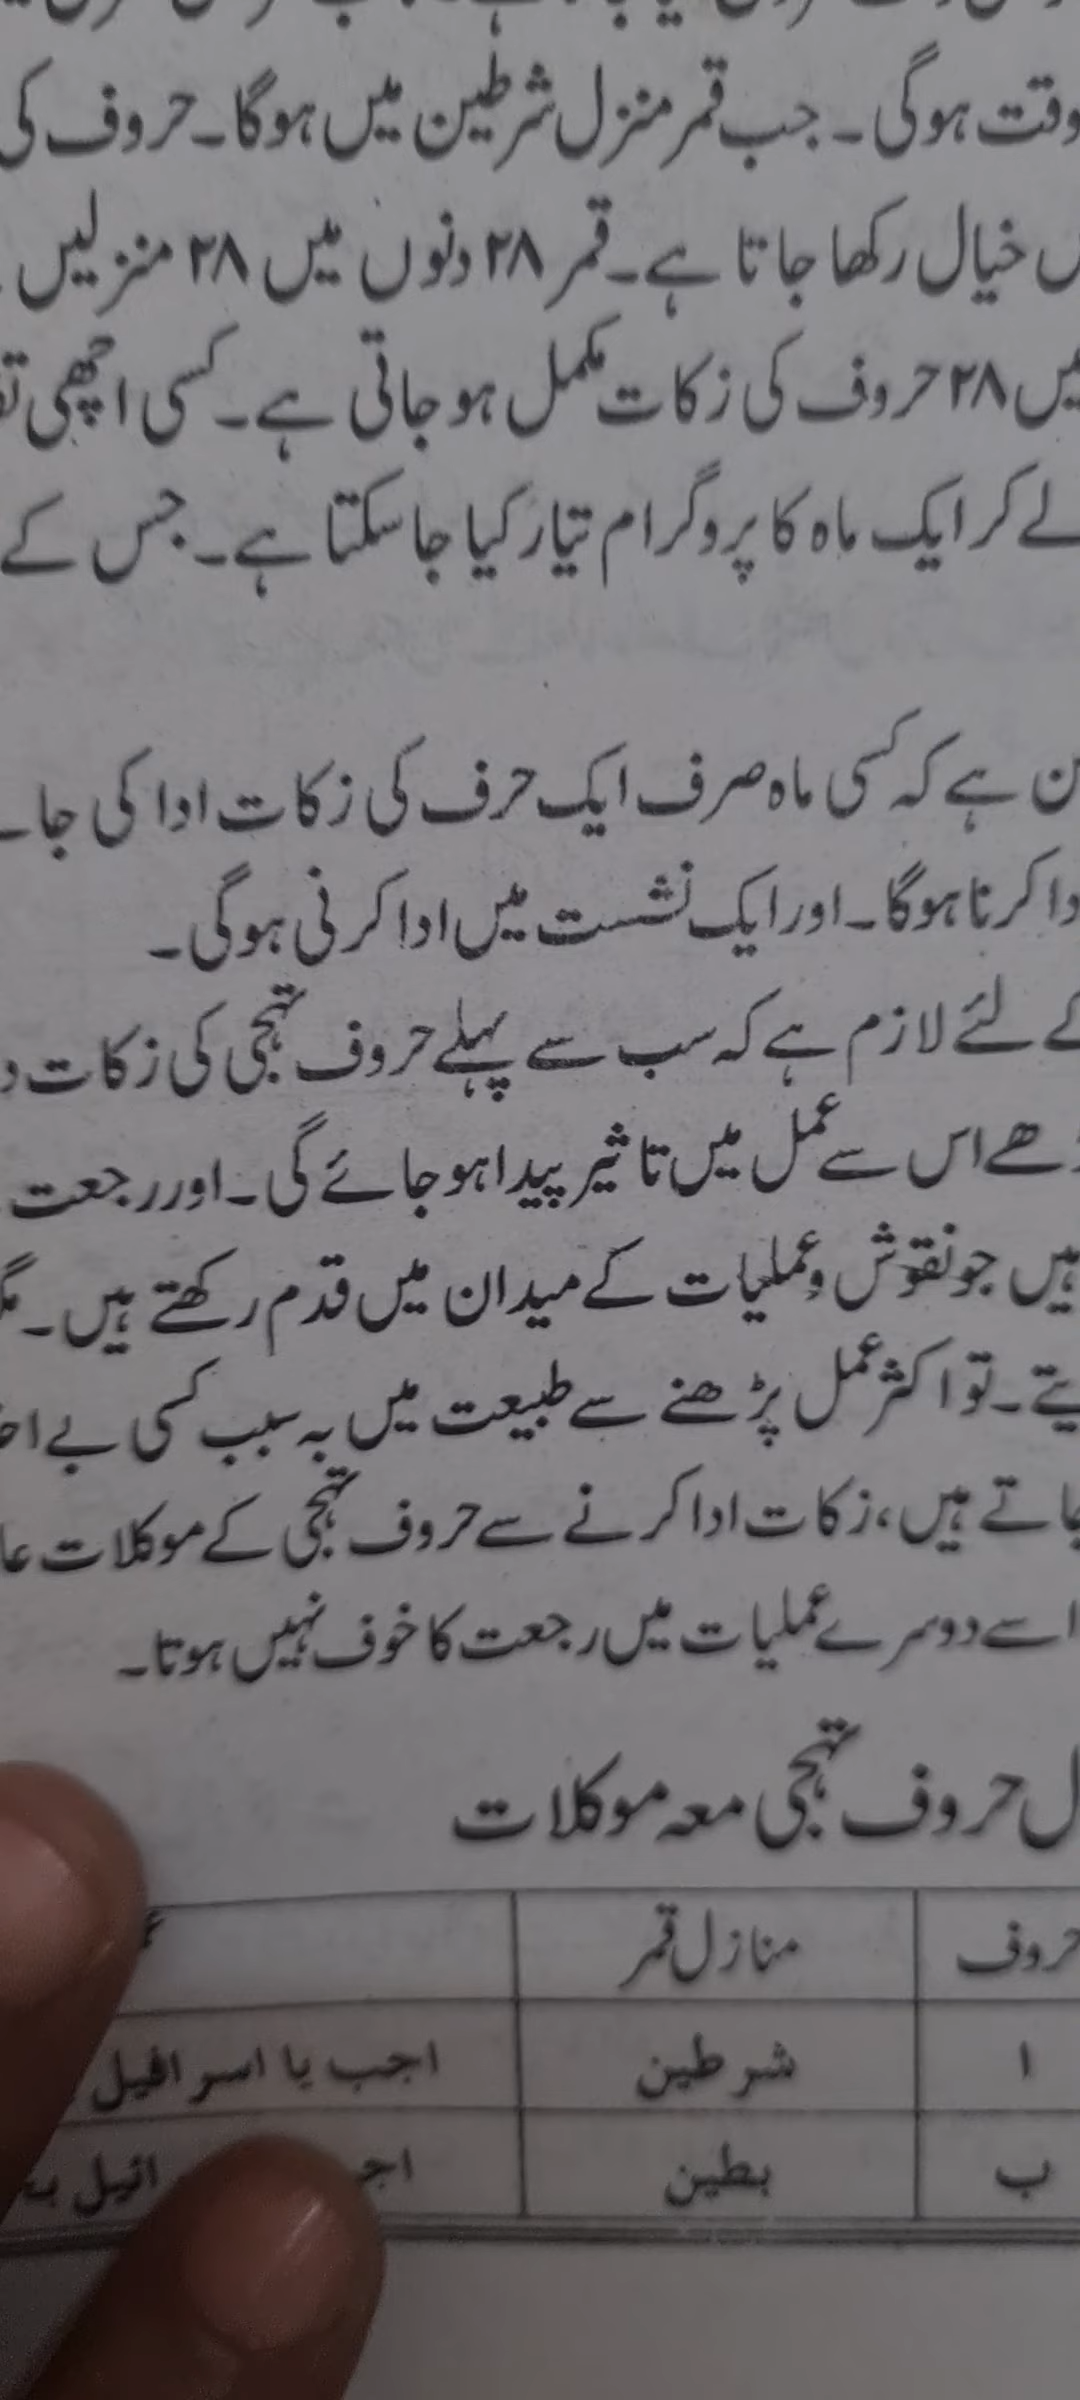 وقت ہوگی ۔ جب قمر منزل شرطین میں ہوگا۔ حروف کی
خیال رکھا جاتا ہے۔ قمر ۲۸ دنوں میں ۲۸ منزلیں
میں ۲۸ حروف کی زکات مکمل ہو جاتی ہے۔ کسی اچھی
لے کر ایک ماہ کا پروگرام تیار کیا جا سکتا ہے۔ جس کے
ہے کہ کسی ماہ صرف ایک حرف کی زکات ادا کی
کرنا ہوگا۔ اور ایک نشست میں ادا کرنی ہوگی۔
کے لئے لازم ہے کہ سب سے پہلے حروف تہجی کی زکات
اس سے عمل میں تاثیر پیدا ہو جائے گی۔ اور رجعت
ہیں جو نقوش و عملیات کے میدان میں قدم رکھتے ہیں۔
تو اکثر عمل پڑھنے سے طبیعت میں بہ سبب کسی بے
جاتے ہیں، زکات ادا کرنے سے حروف تہجی کے موکلات
اسے دوسرے عملیات میں رجعت کا خوف نہیں ہوتا۔
حروف تہجی معہ موکلات
حروف منازل قمر
ا شرطین اجب یا اسرافیل
ب بطین